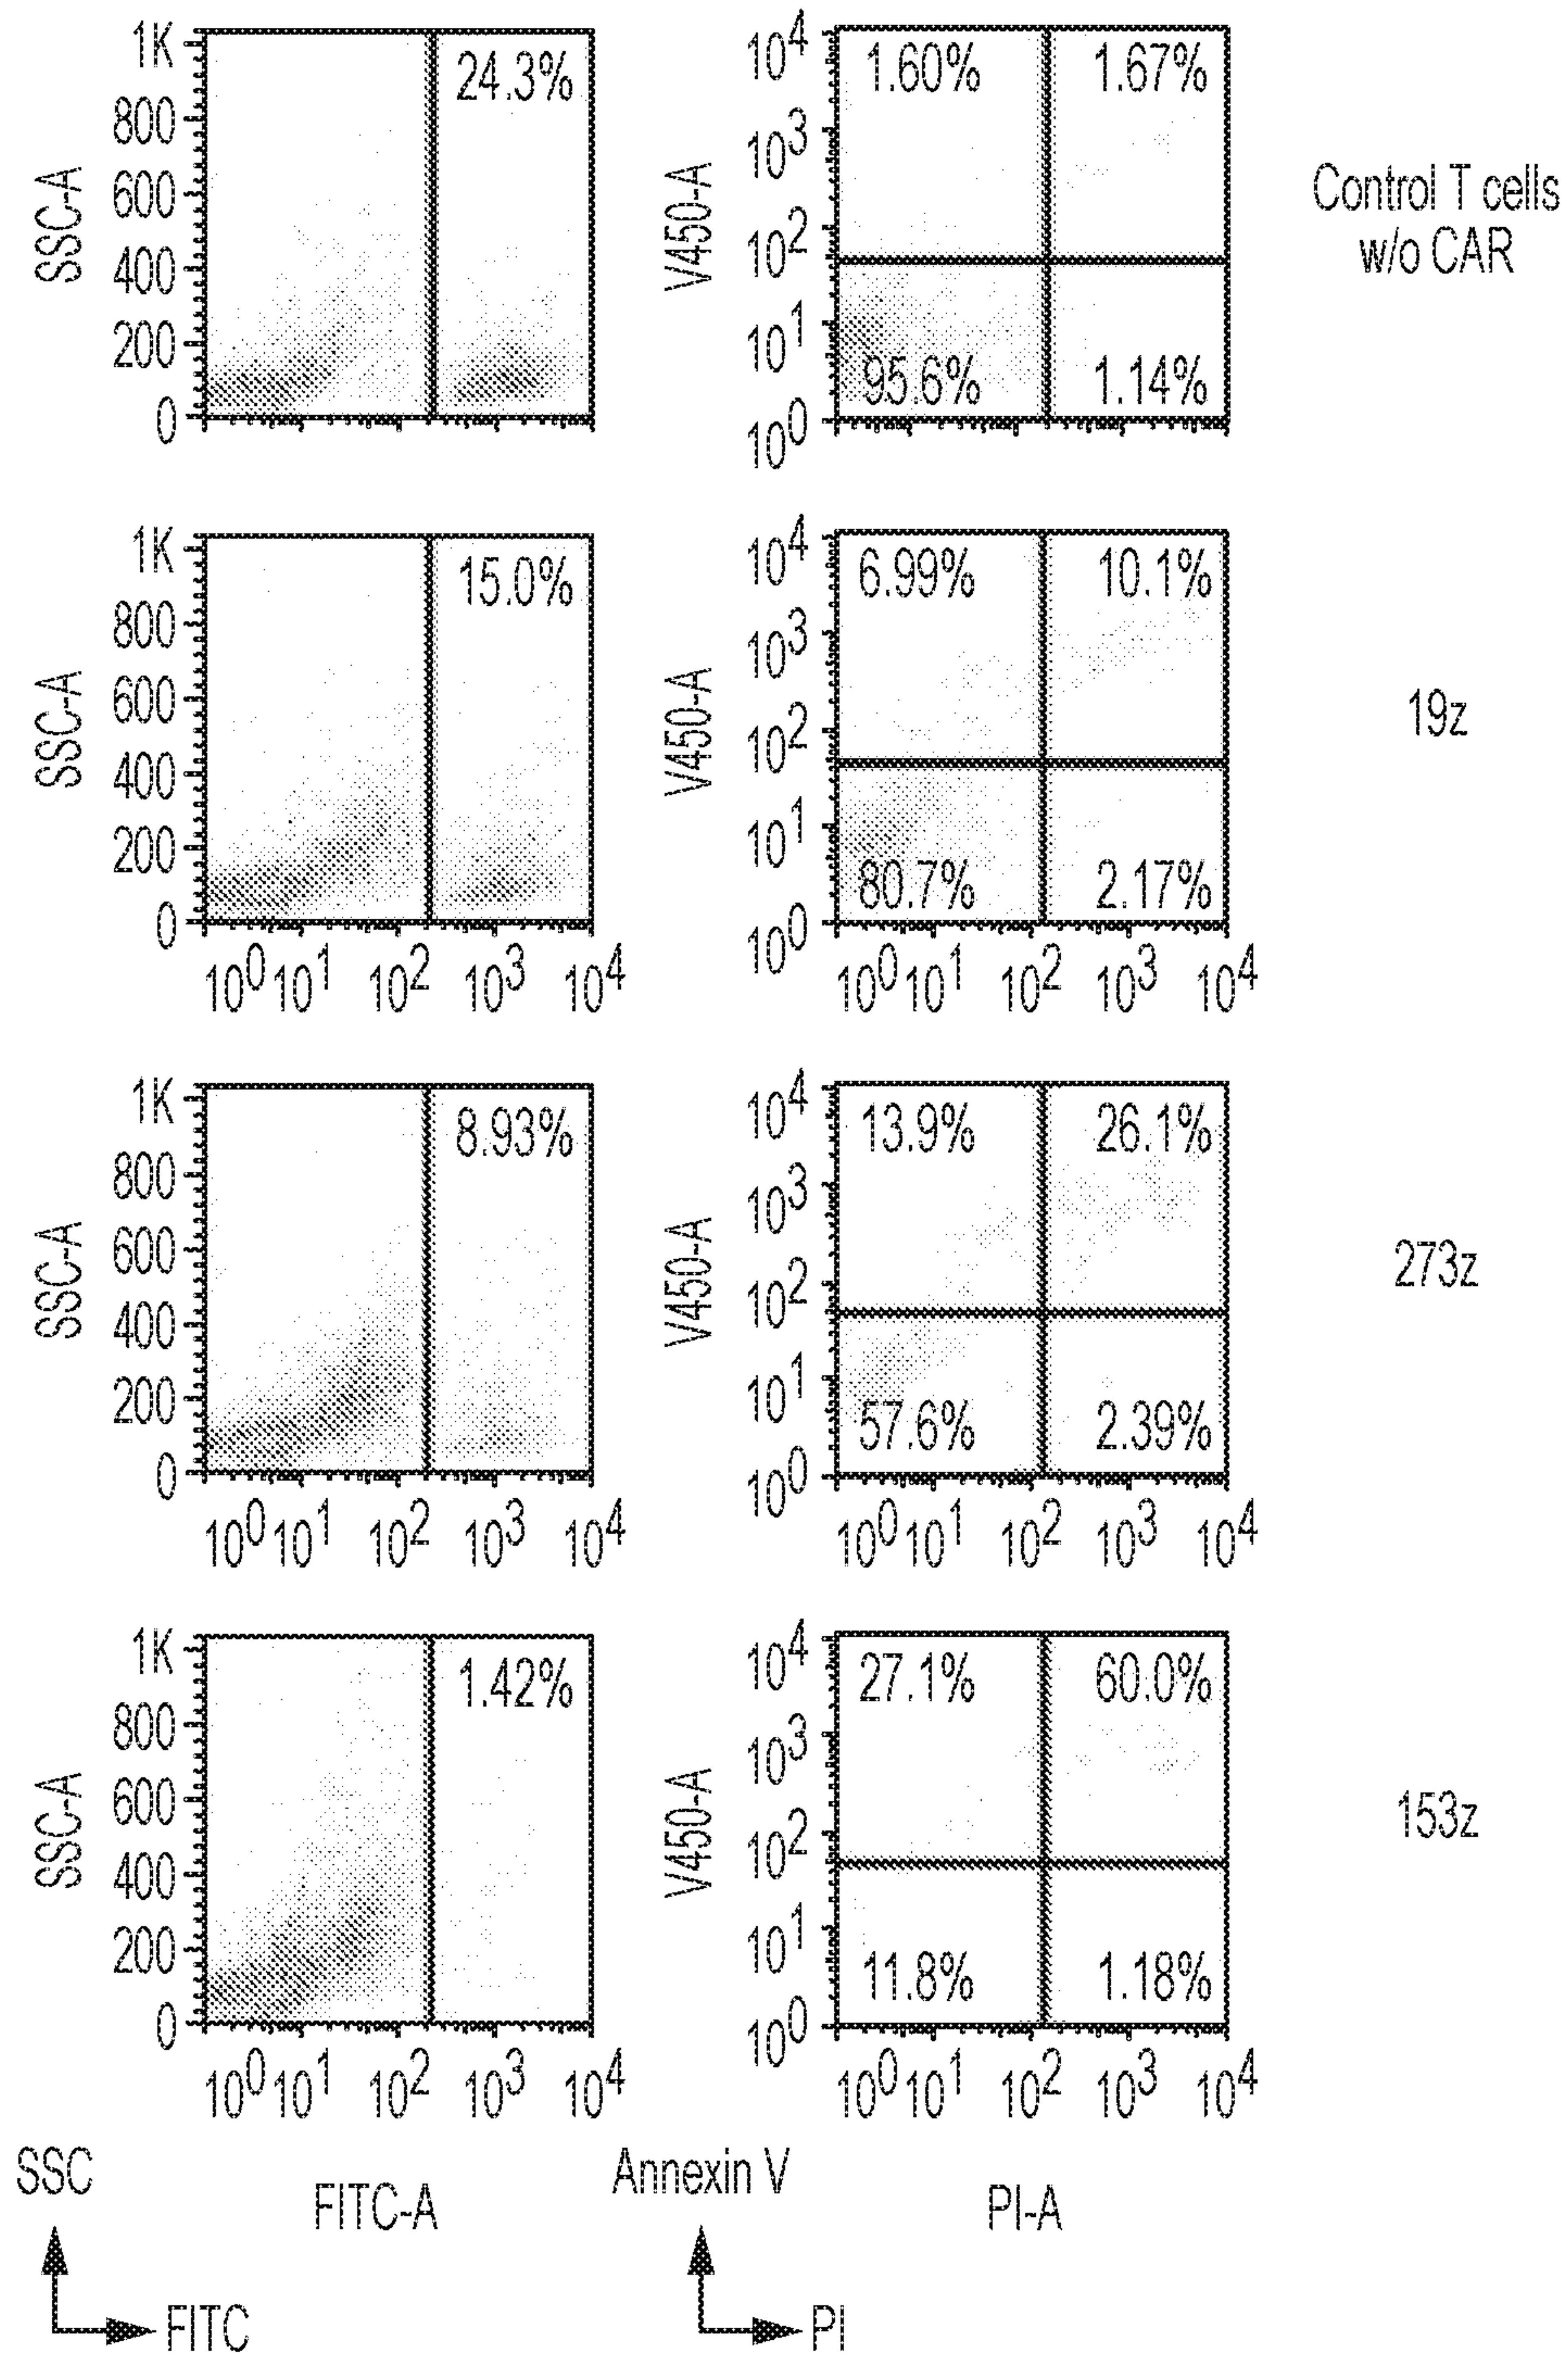 1K
800
600
400
200
0
SSC-A
24.3%
10^4
10^3
10^2
10^1
10^0
V450-A
1.60%
1.67%
95.6%
1.14%
Control T cells
w/o CAR
1K
800
600
400
200
0
SSC-A
15.0%
10^0 10^1 10^2 10^3 10^4
10^4
10^3
10^2
10^1
10^0
V450-A
6.99%
10.1%
80.7%
2.17%
10^0 10^1 10^2 10^3 10^4
19z
1K
800
600
400
200
0
SSC-A
8.93%
10^0 10^1 10^2 10^3 10^4
10^4
10^3
10^2
10^1
10^0
V450-A
13.9%
26.1%
57.6%
2.39%
10^0 10^1 10^2 10^3 10^4
273z
1K
800
600
400
200
0
SSC-A
1.42%
10^0 10^1 10^2 10^3 10^4
10^4
10^3
10^2
10^1
10^0
V450-A
27.1%
60.0%
11.8%
1.18%
10^0 10^1 10^2 10^3 10^4
153z
SSC
FITC-A
FITC
Annexin V
PI-A
PI